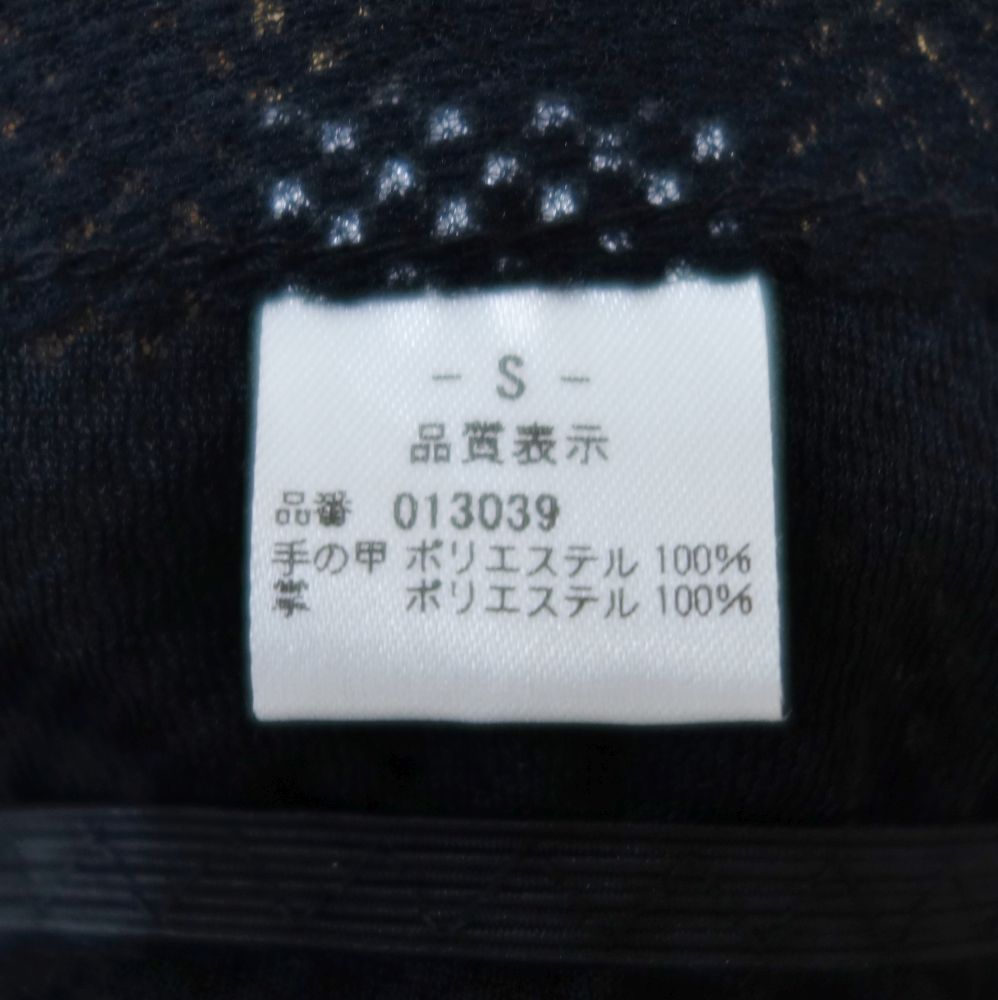 - S -
品質表示
品番 013039
手の甲 ポリエステル 100%
ポリエステル 100%